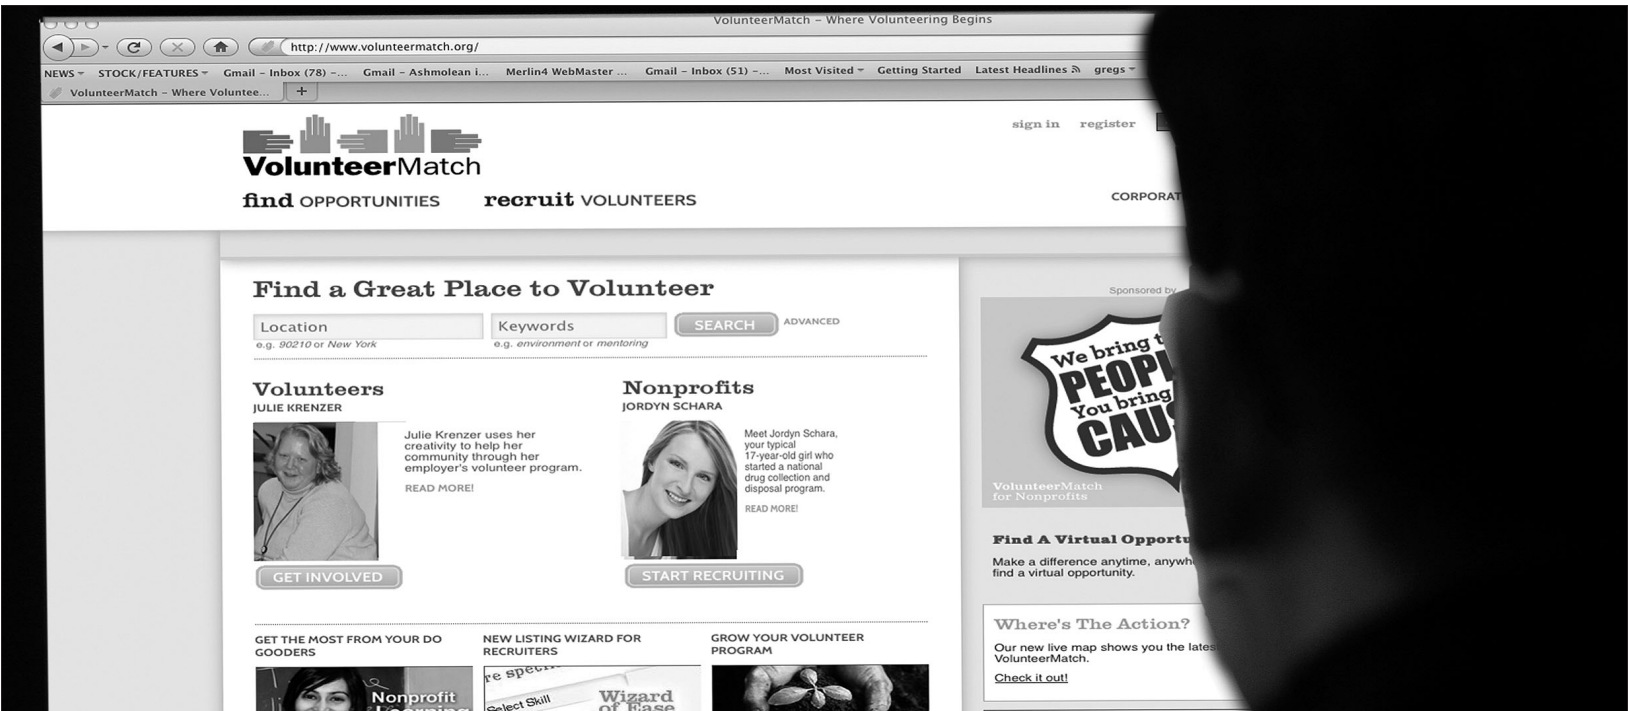 VolunteerMatch – Where Volunteering Begins
http://www.volunteermatch.org/
NEWS STOCK/FEATURES Gmail – Inbox (78) –... Gmail – Ashmolean i... Merlin4 WebMaster ... Gmail – Inbox (51) –... Most Visited Getting Started Latest Headlines gregs
VolunteerMatch – Where Voluntee... +
sign in register
VolunteerMatch
find OPPORTUNITIES recruit VOLUNTEERS
CORPORAT
Find a Great Place to Volunteer
Location Keywords SEARCH ADVANCED
e.g. 90210 or New York e.g. environment or mentoring
Volunteers
JULIE KRENZER
Julie Krenzer uses her
creativity to help her
community through her
employer's volunteer program.
READ MORE!
GET INVOLVED
Nonprofits
JORDYN SCHARA
Meet Jordyn Schara,
your typical
17-year-old girl who
started a national
drug collection and
disposal program.
READ MORE!
START RECRUITING
GET THE MOST FROM YOUR DO
GOODERS
Nonprofit
Learning
NEW LISTING WIZARD FOR
RECRUITERS
re specif
Select Skill
Wizard
of Ease
GROW YOUR VOLUNTEER
PROGRAM
Sponsored by
We bring t
PEOPL
You bring
CAUS
VolunteerMatch
for Nonprofits
Find A Virtual Opportu
Make a difference anytime, anywh
find a virtual opportunity.
Where's The Action?
Our new live map shows you the lates
VolunteerMatch.
Check it out!